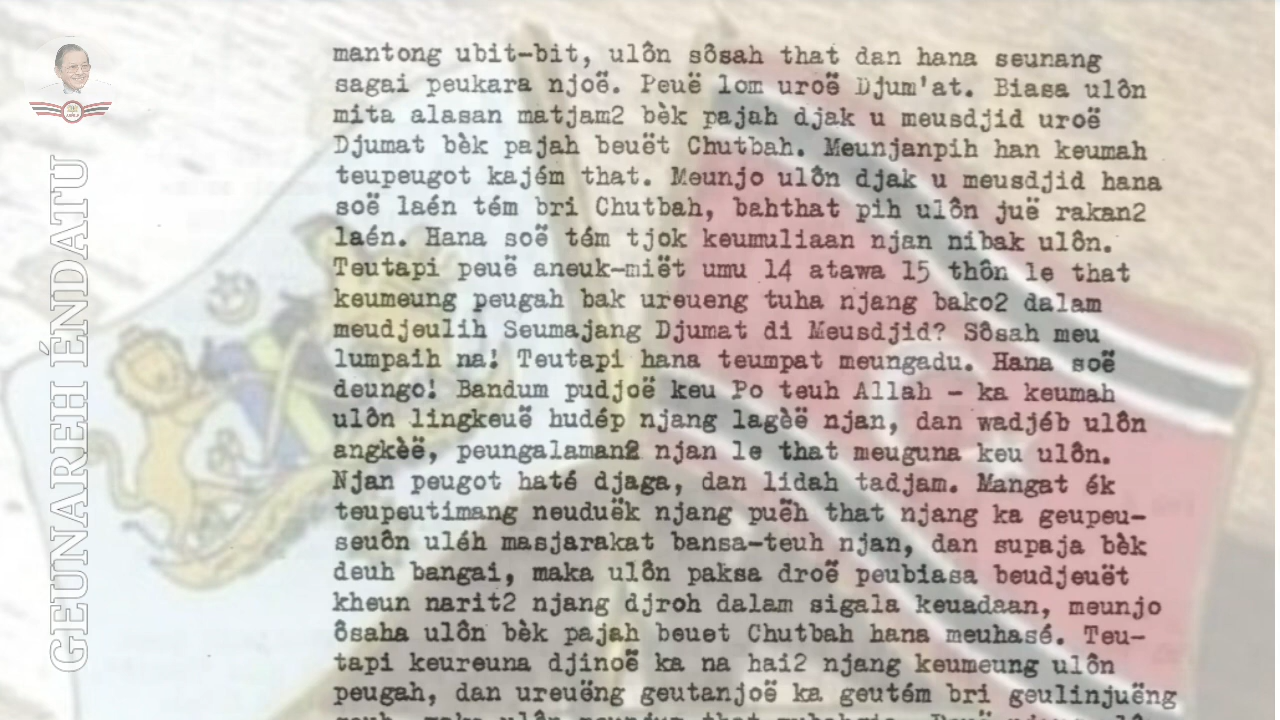 GEUNAREH ÉNDATU
mantong ubit-bit, ulôn sôsah that dan hana seunang
sagai peukara njoë. Peuë lom uroë Djum'at. Biasa ulôn
mita alasan matjam2 bèk pajah djak u meusdjid uroë
Djumat bèk pajah beuët Chutbah. Meunjanpih han keumah
teupeugot kajém that. Meunjo ulôn djak u meusdjid hana
soë laén tém bri Chutbah, bahthat pih ulôn juë rakan2
laén. Hana soë tém tjok keumuliaan njan nibak ulôn.
Teutapi peuë aneuk-miët umu 14 atawa 15 thôn le that
keumeung peugah bak ureueng tuha njang bako2 dalam
meudjeulih Seumajang Djumat di Meusdjid? Sôsah meu
lumpaih na! Teutapi hana teumpat meungadu. Hana soë
deungo! Bandum pudjoë keu Po teuh Allah - ka keumah
ulôn lingkeuë hudép njang lagèë njan, dan wadjéb ulôn
angkèë, peungalaman2 njan le that meuguna keu ulôn.
Njan peugot haté djaga, dan lidah tadjam. Mangat ék
teupeutimang neuduëk njang puëh that njang ka geupeu-
seuôn uléh masjarakat bansa-teuh njan, dan supaja bèk
deuh bangai, maka ulôn paksa droë peubiasa beudjeuët
kheun narit2 njang djroh dalam sigala keuadaan, meunjo
ôsaha ulôn bèk pajah beuet Chutbah hana meuhasé. Teu-
tapi keureuna djinoë ka na hai2 njang keumeung ulôn
peugah, dan ureuëng geutanjoë ka geutém bri geulinjuëng